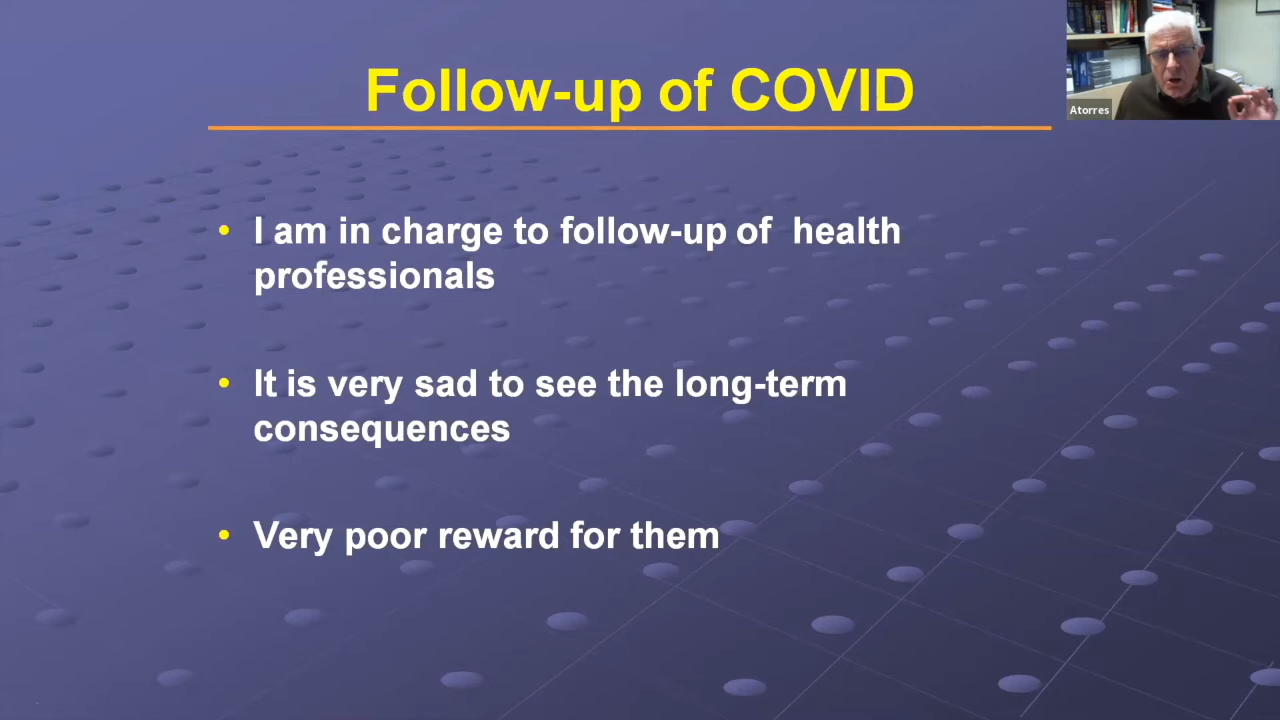 Follow-up of COVID
Atorres
• I am in charge to follow-up of  health
professionals
• It is very sad to see the long-term
consequences
• Very poor reward for them